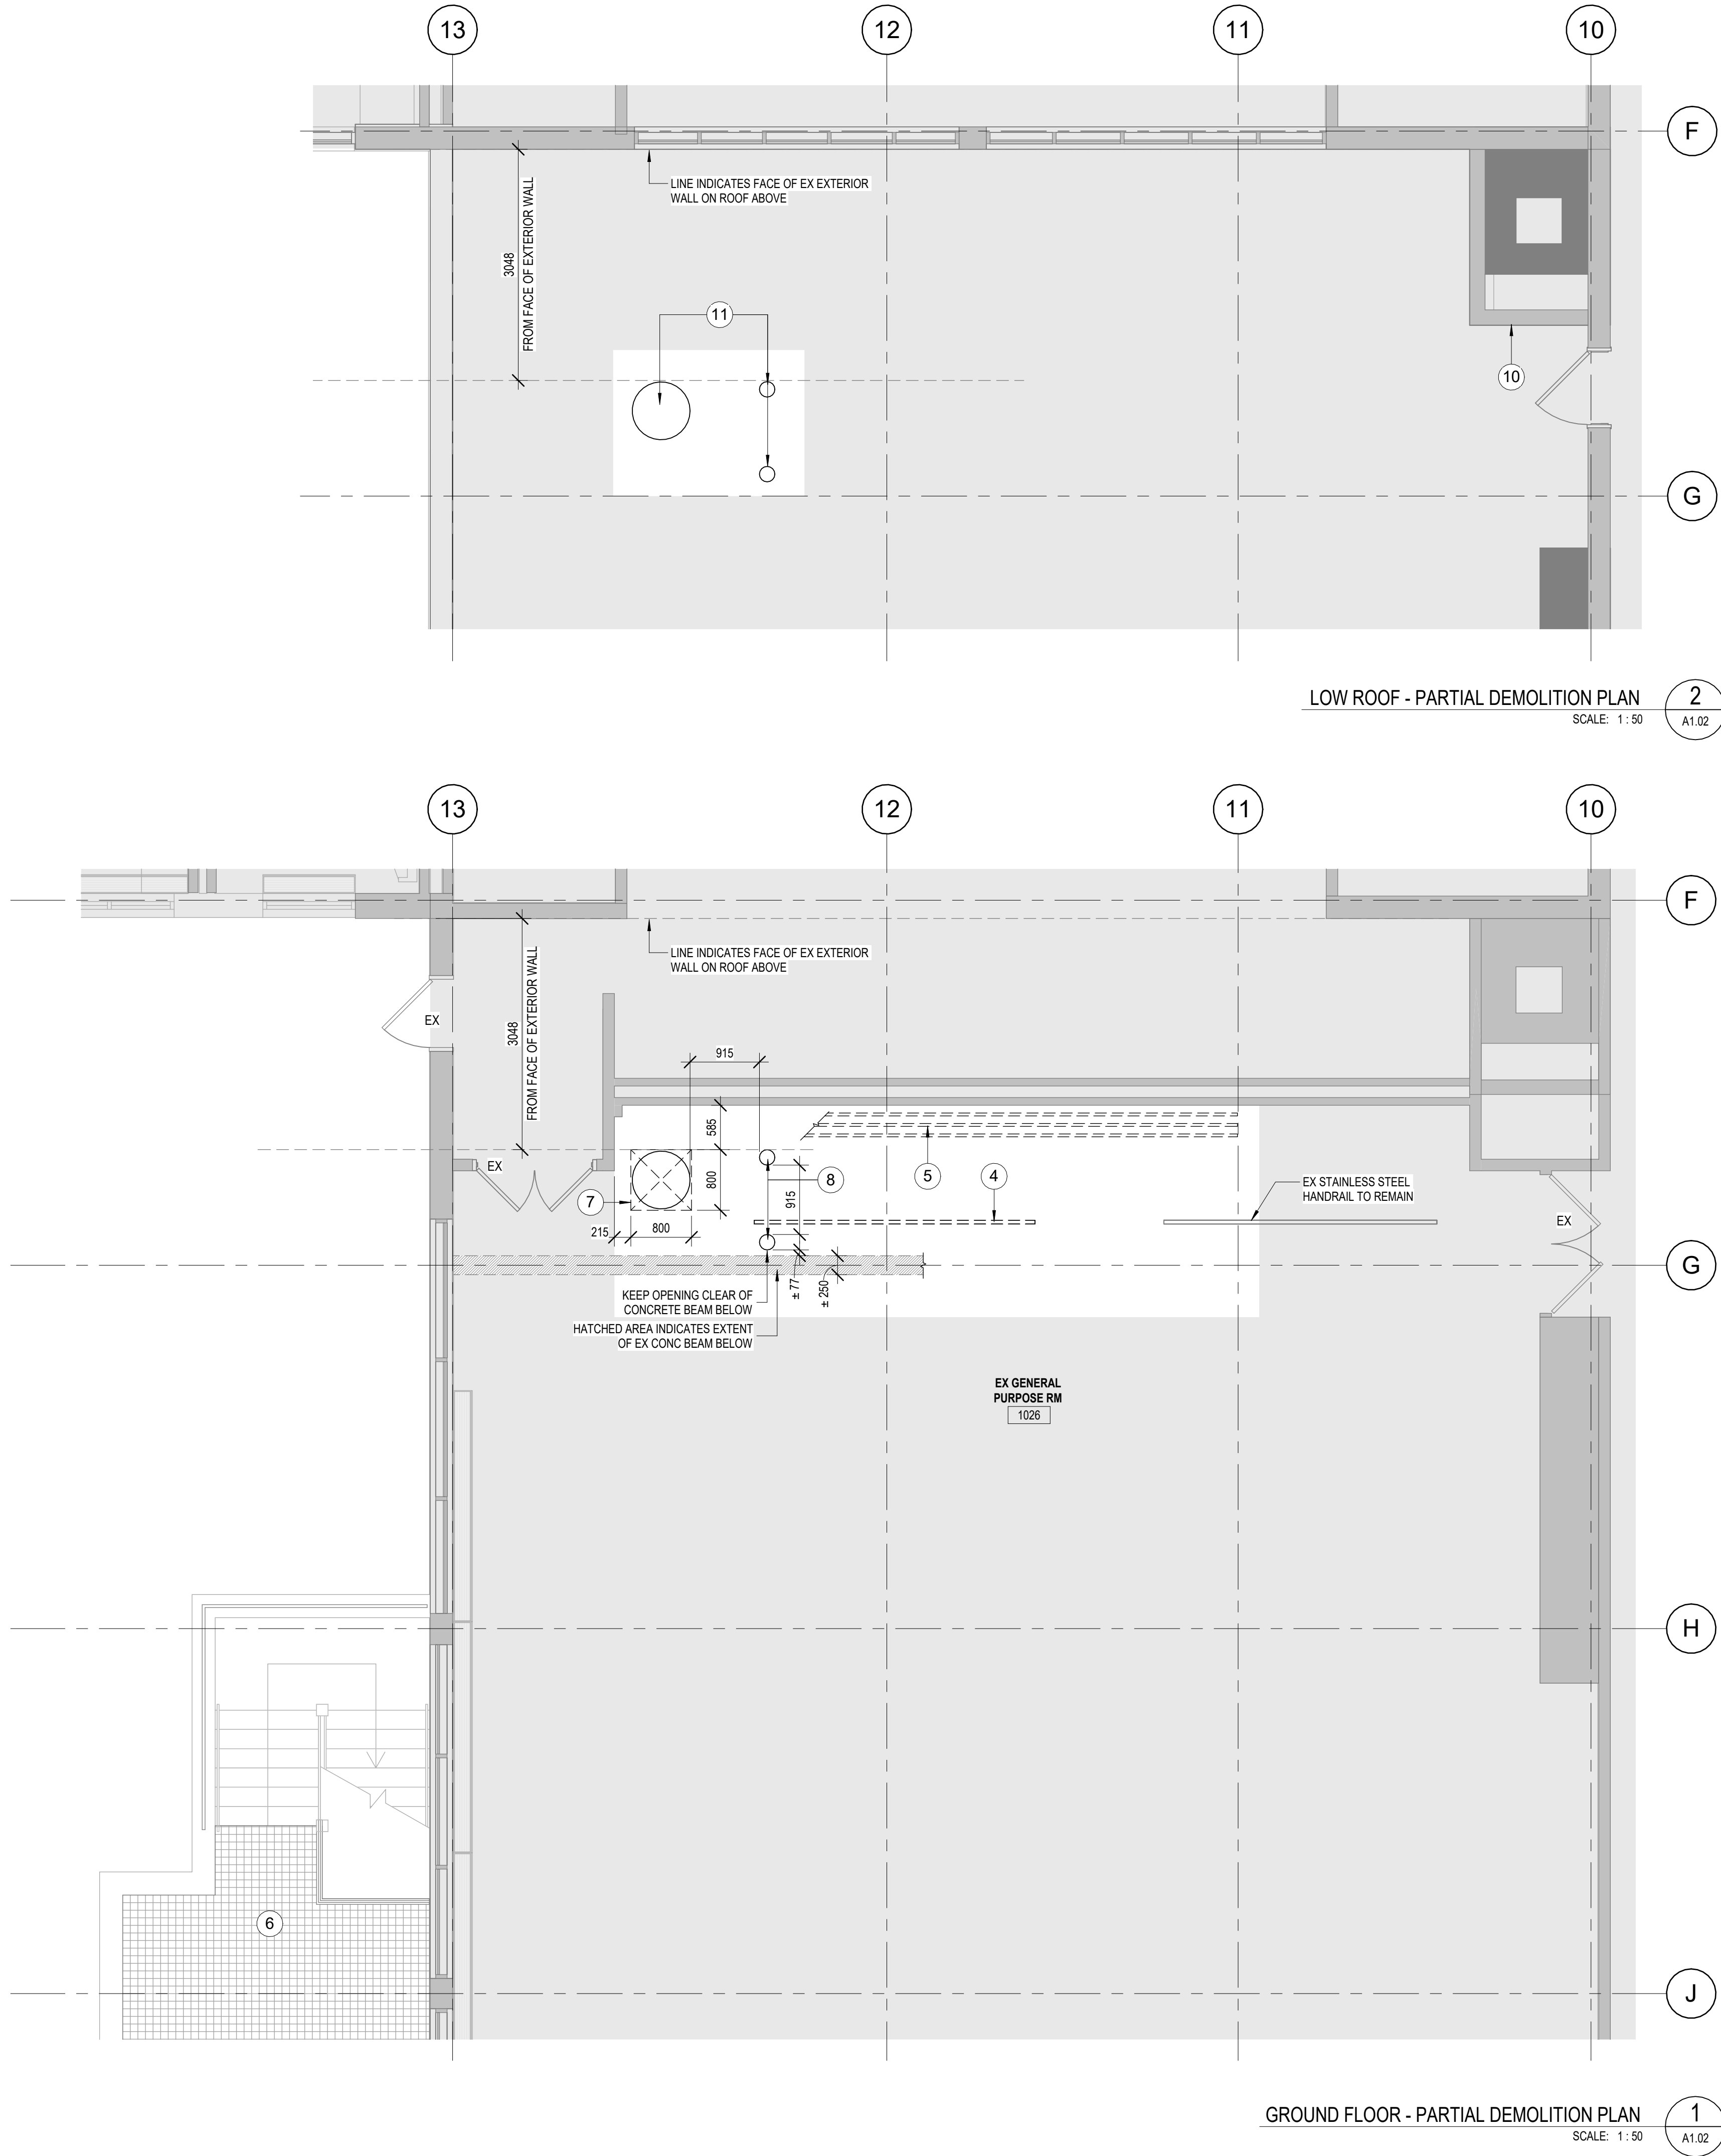 13
12
11
10
F
LINE INDICATES FACE OF EX EXTERIOR
WALL ON ROOF ABOVE
3048
FROM FACE OF EXTERIOR WALL
11
10
G
LOW ROOF - PARTIAL DEMOLITION PLAN
SCALE: 1 : 50
2
A1.02
13
12
11
10
F
LINE INDICATES FACE OF EX EXTERIOR
WALL ON ROOF ABOVE
3048
FROM FACE OF EXTERIOR WALL
EX
915
585
EX
800
8
5
4
EX STAINLESS STEEL
HANDRAIL TO REMAIN
7
915
215
800
EX
G
± 77
± 250
KEEP OPENING CLEAR OF
CONCRETE BEAM BELOW
HATCHED AREA INDICATES EXTENT
OF EX CONC BEAM BELOW
EX GENERAL
PURPOSE RM
1026
H
6
J
GROUND FLOOR - PARTIAL DEMOLITION PLAN
SCALE: 1 : 50
1
A1.02